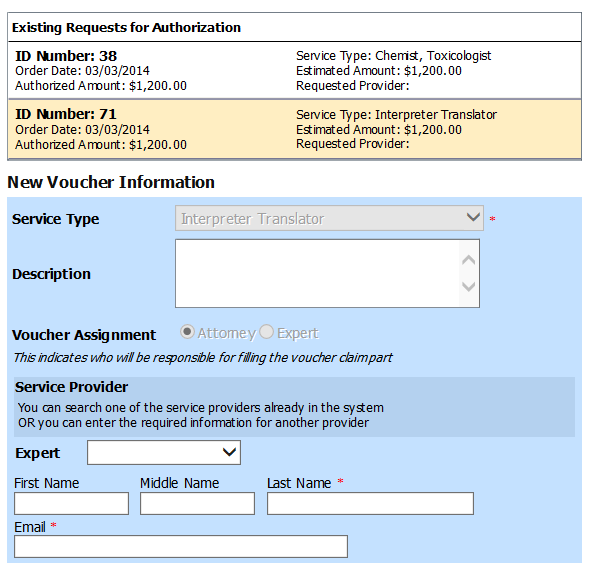 Existing Requests for Authorization
ID Number: 38
Order Date: 03/03/2014
Authorized Amount: $1,200.00
Service Type: Chemist, Toxicologist
Estimated Amount: $1,200.00
Requested Provider:
ID Number: 71
Order Date: 03/03/2014
Authorized Amount: $1,200.00
Service Type: Interpreter Translator
Estimated Amount: $1,200.00
Requested Provider:
New Voucher Information
Service Type Interpreter Translator *
Description
Voucher Assignment Attorney Expert
This indicates who will be responsible for filling the voucher claimpart
Service Provider
You can search one of the service providers already in the system
OR you can enter the required information for another provider
Expert
First Name Middle Name Last Name *
Email *